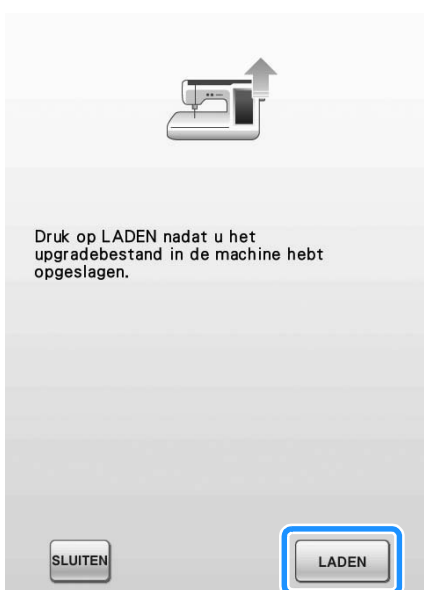 Druk op LADEN nadat u het
upgradebestand in de machine hebt
opgeslagen.
SLUITEN
LADEN